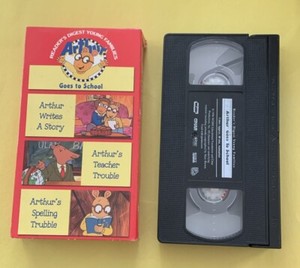 READER'S DIGEST YOUNG FAMILIES
Arthur
Goes to School
Arthur
Writes
A Story
Arthur's
Teacher
Trouble
Arthur's
Spelling
Trubble
Arthur Goes to School